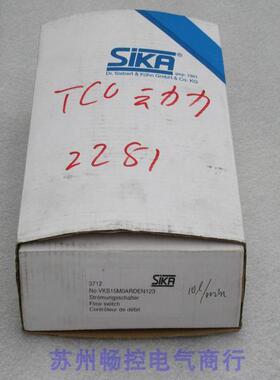 SiKA
Dr. Siebert & Kühn GmbH & Co. KG
TCO 动力
2281
3712
No.VKS15M0ARDEN123
Strömungsschalter
Flow switch
Contrôleur de débit
SiKA
10l/min
苏州畅控电气商行